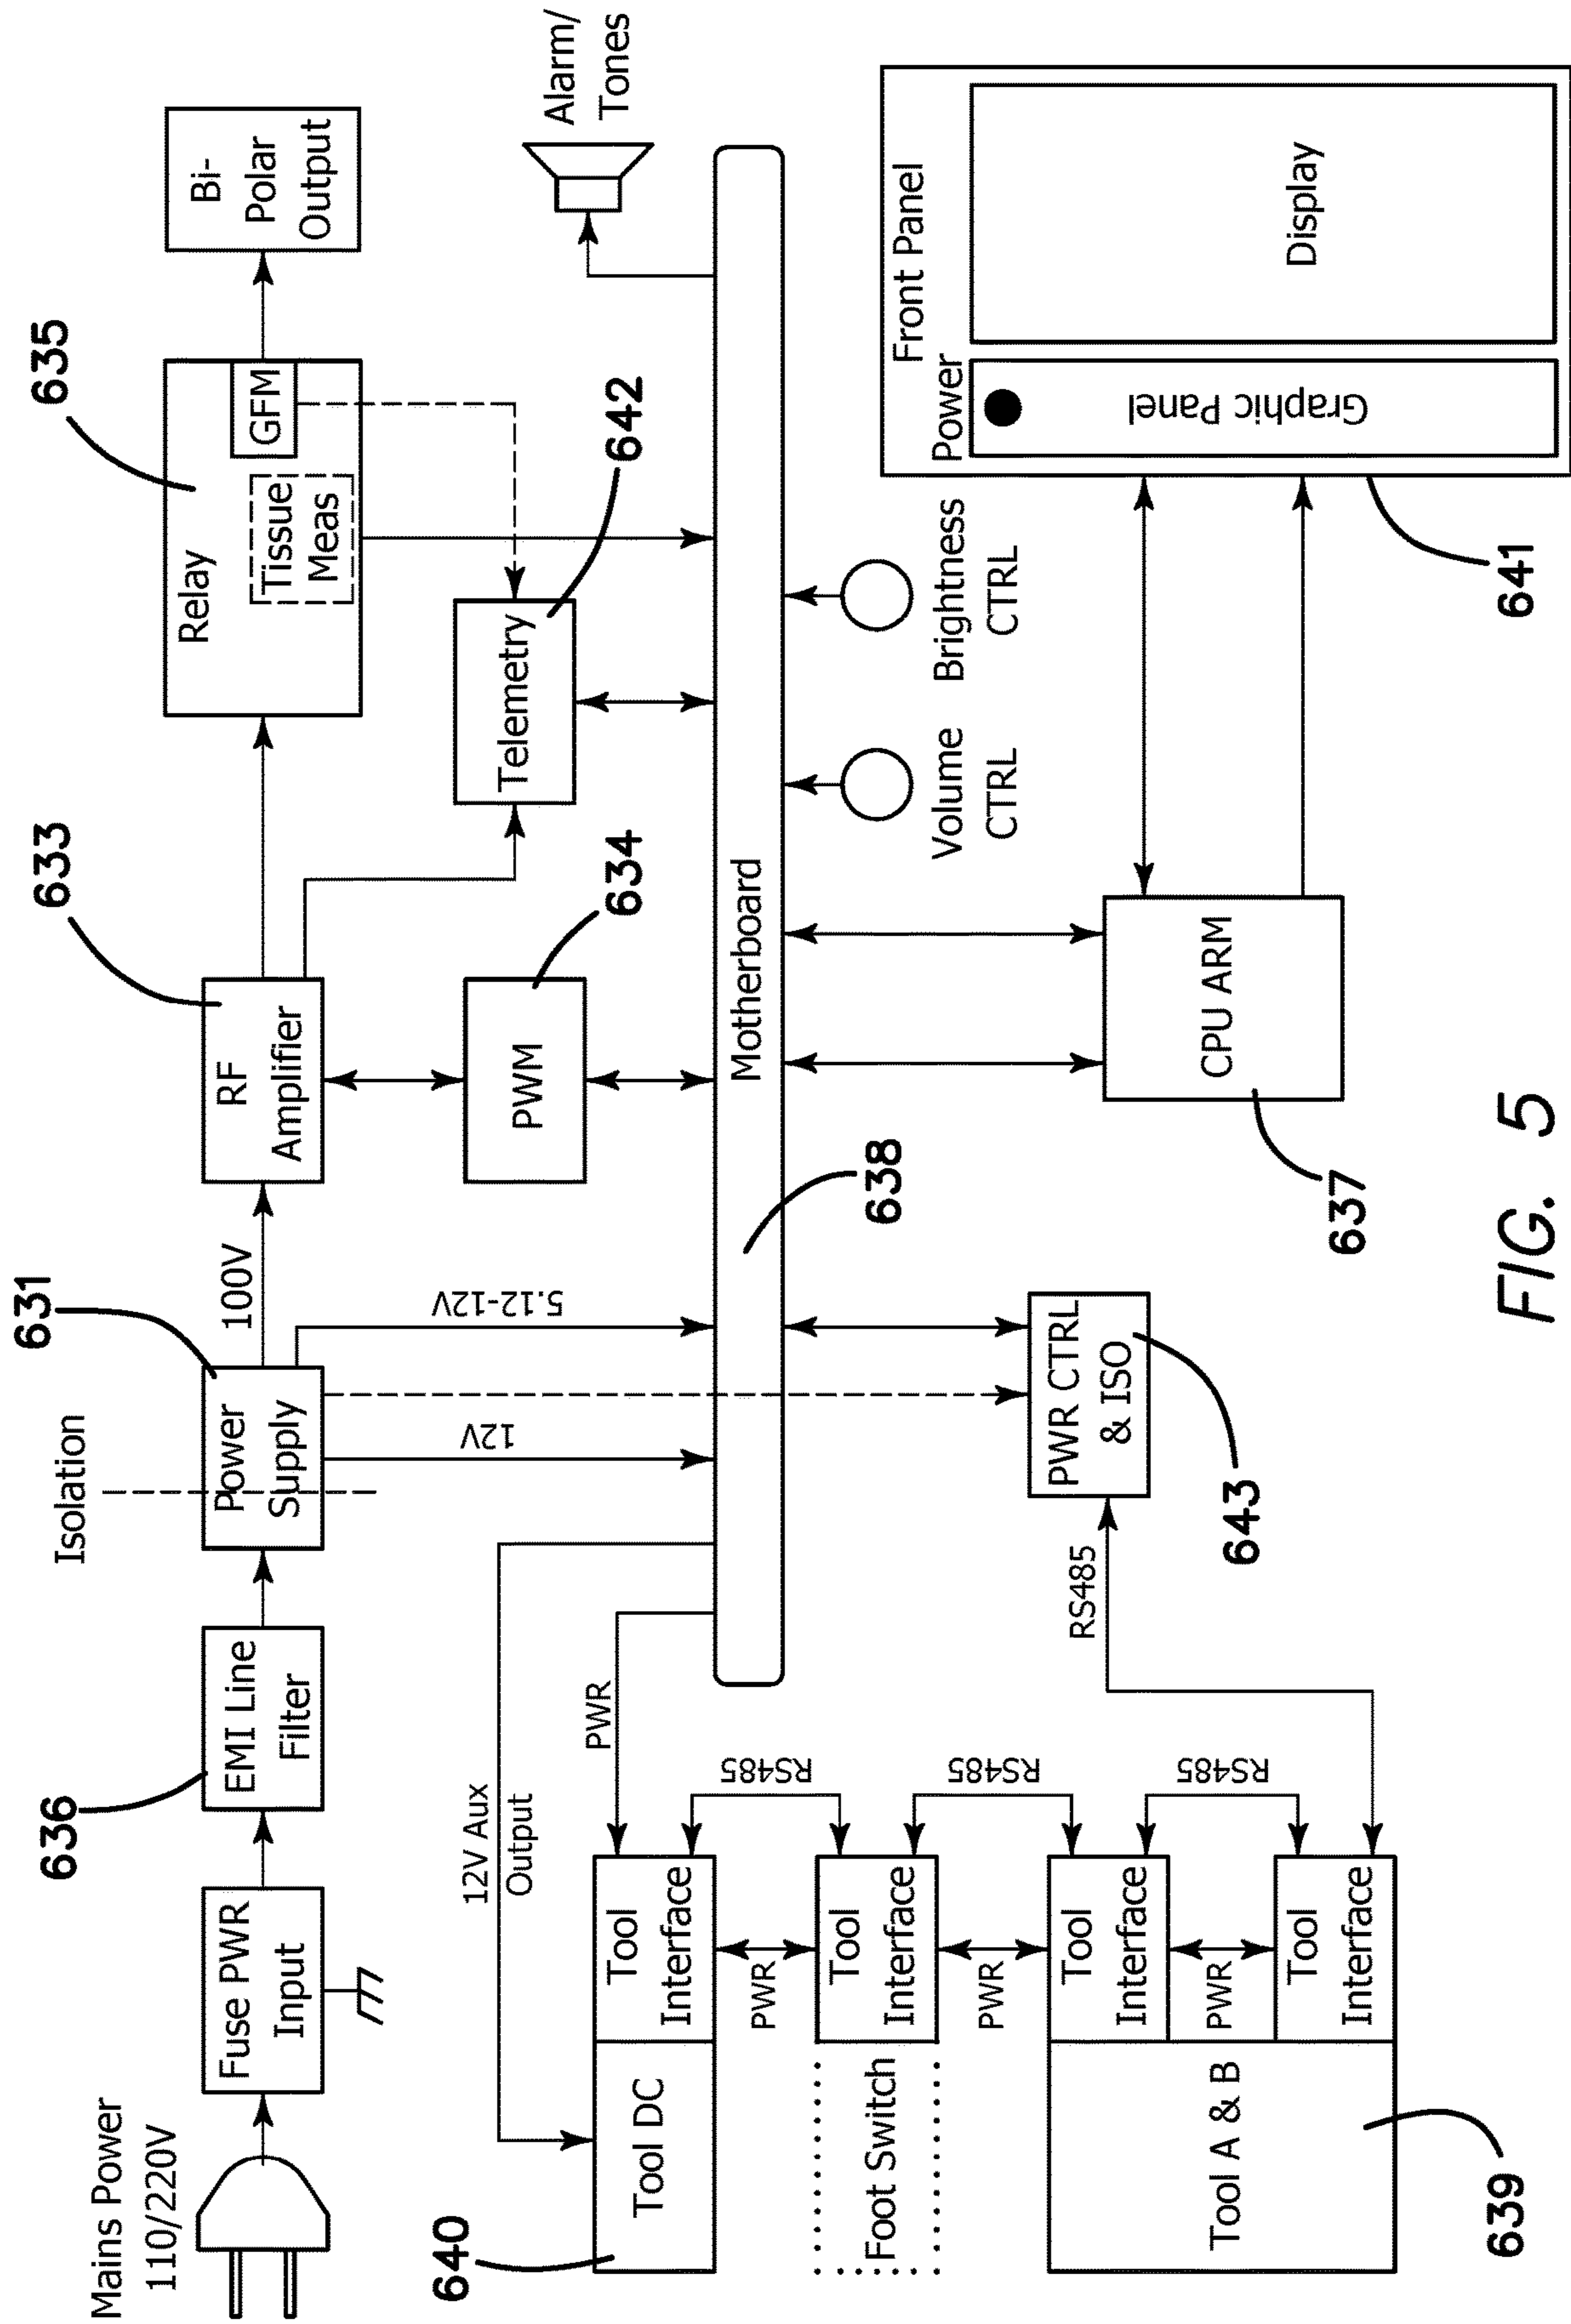 Mains Power
110/220V
Fuse PWR
Input
636
EMI Line
Filter
Isolation
631
Power
Supply
100V
633
RF
Amplifier
635
Relay
Tissue
Meas
GFM
Bi-
Polar
Output
12V
5.12-12V
634
PWM
642
Telemetry
Alarm/
Tones
12V Aux
Output
PWR
638
Motherboard
640
Tool DC
Tool
Interface
RS485
PWR
Foot Switch
Tool
Interface
RS485
PWR
Tool A & B
639
Tool
Interface
RS485
PWR
Tool
Interface
RS485
PWR CTRL
& ISO
643
Volume
CTRL
Brightness
CTRL
CPU ARM
637
Front Panel
Power
Graphic Panel
Display
641
FIG. 5